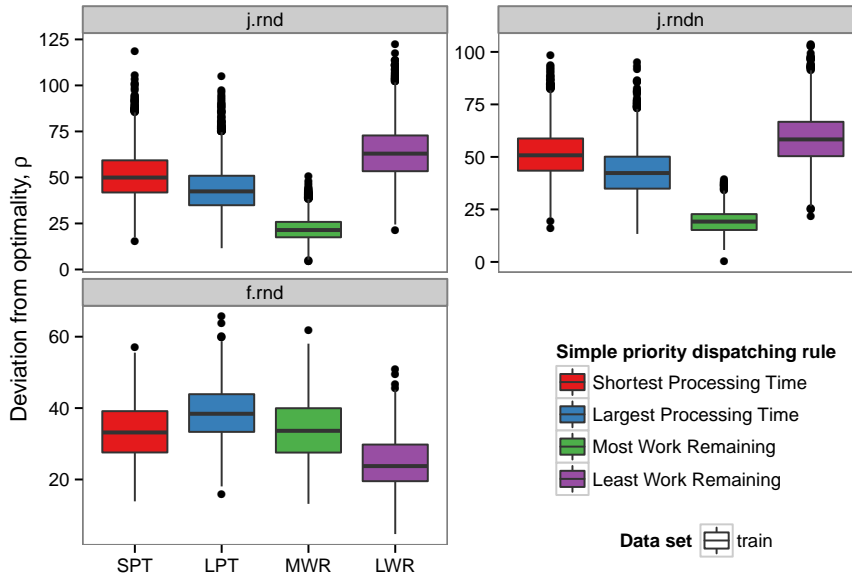 j.rnd
j.rndn
Deviation from optimality, ρ
125
100
75
50
25
0
100
75
50
25
0
f.rnd
60
40
20
SPT LPT MWR LWR
Simple priority dispatching rule
Shortest Processing Time
Largest Processing Time
Most Work Remaining
Least Work Remaining
Data set train